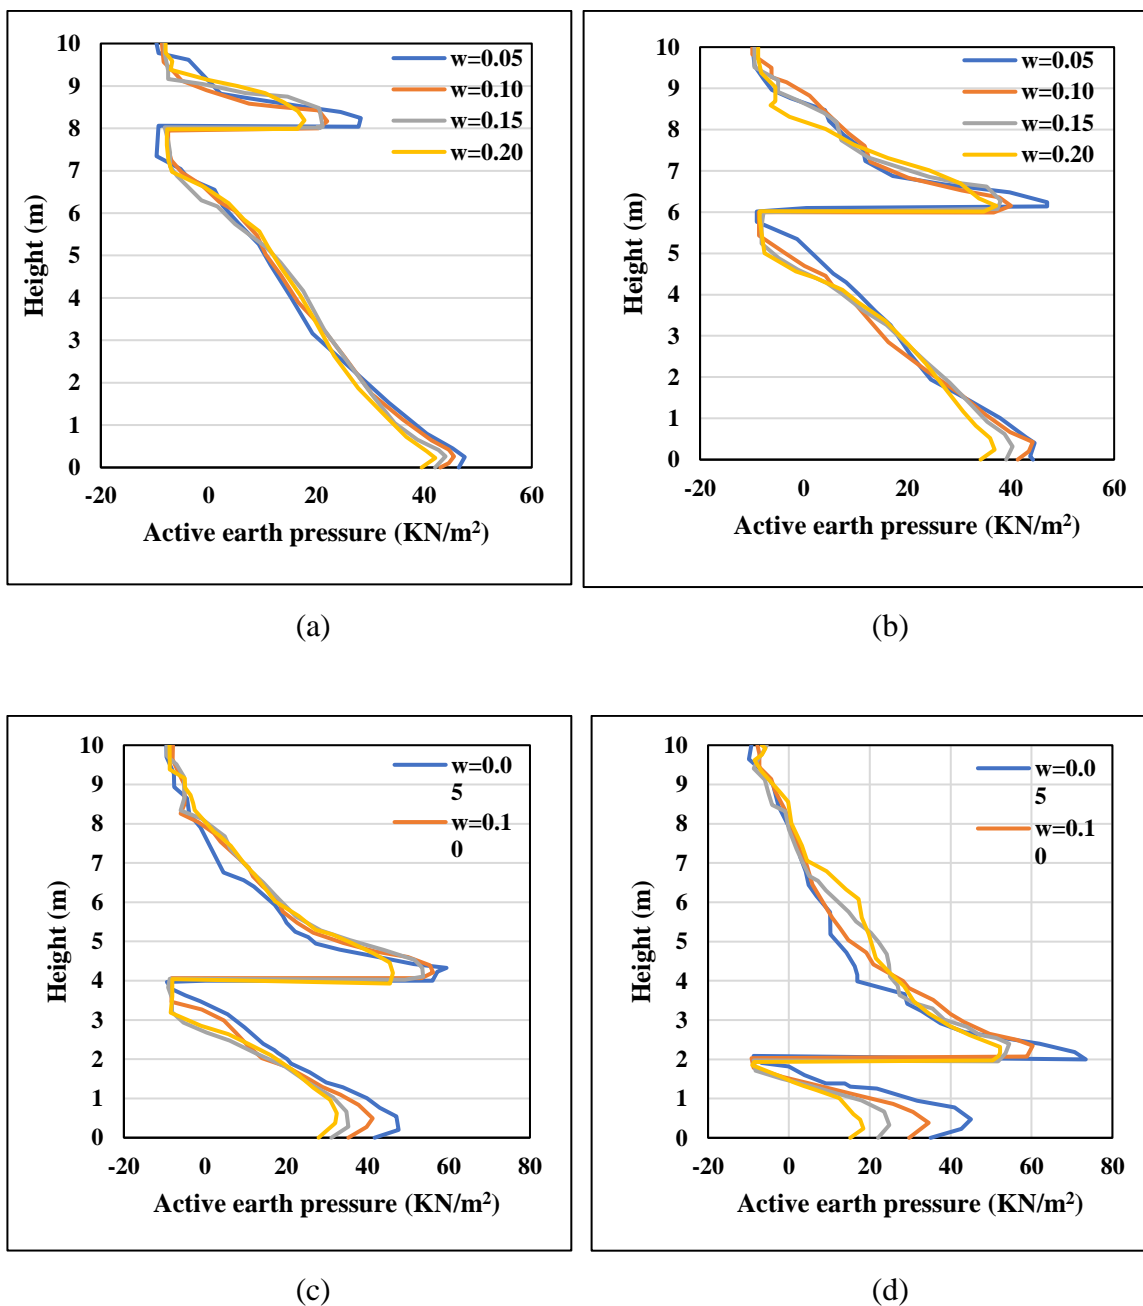 10
9
8
7
6
5
4
3
2
1
0
-20 0 20 40 60
Height (m)
Active earth pressure (KN/m²)
w=0.05
w=0.10
w=0.15
w=0.20
(a)
10
9
8
7
6
5
4
3
2
1
0
-20 0 20 40 60
Height (m)
Active earth pressure (KN/m²)
w=0.05
w=0.10
w=0.15
w=0.20
(b)
10
9
8
7
6
5
4
3
2
1
0
-20 0 20 40 60 80
Height (m)
Active earth pressure (KN/m²)
w=0.0
5
w=0.1
0
(c)
10
9
8
7
6
5
4
3
2
1
0
-20 0 20 40 60 80
Height (m)
Active earth pressure (KN/m²)
w=0.0
5
w=0.1
0
(d)